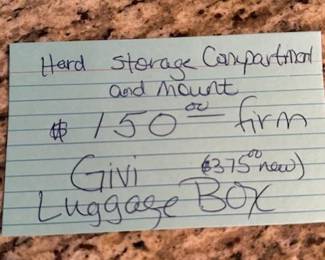 Hard Storage Compartment
and mount
$150.00 firm
Givi ($375.00 new)
Luggage Box